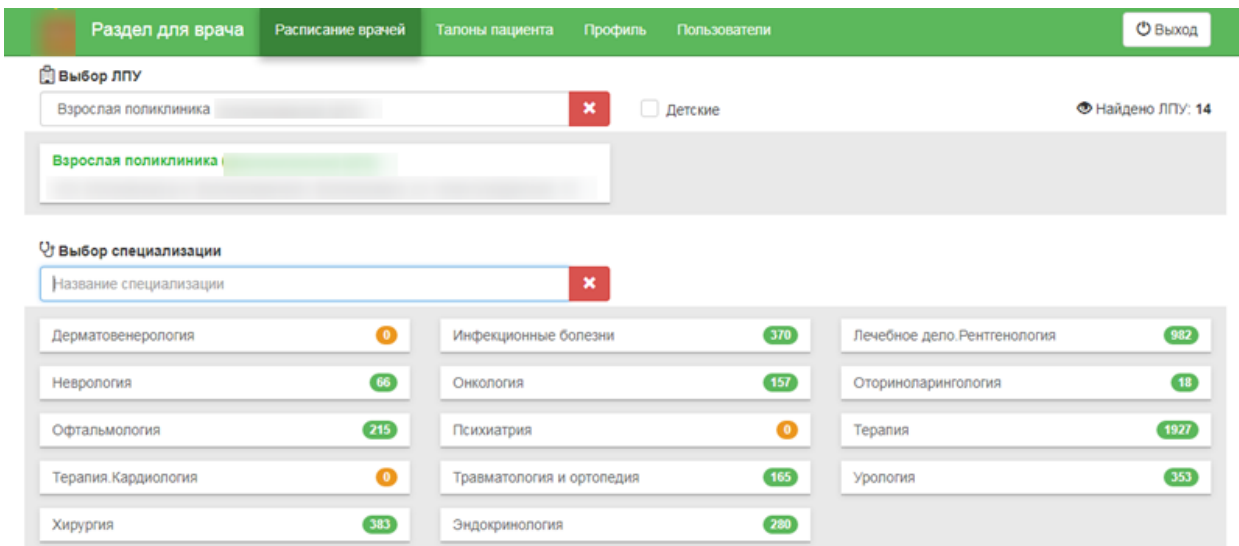 Раздел для врача Расписание врачей Талоны пациента Профиль Пользователи Выход
Выбор ЛПУ
Взрослая поликлиника Детские Найдено ЛПУ: 14
Взрослая поликлиника
Выбор специализации
Название специализации
Дерматовенерология 0 Инфекционные болезни 370 Лечебное дело.Рентгенология 982
Неврология 66 Онкология 157 Оториноларингология 18
Офтальмология 215 Психиатрия 0 Терапия 1927
Терапия.Кардиология 0 Травматология и ортопедия 165 Урология 353
Хирургия 383 Эндокринология 280